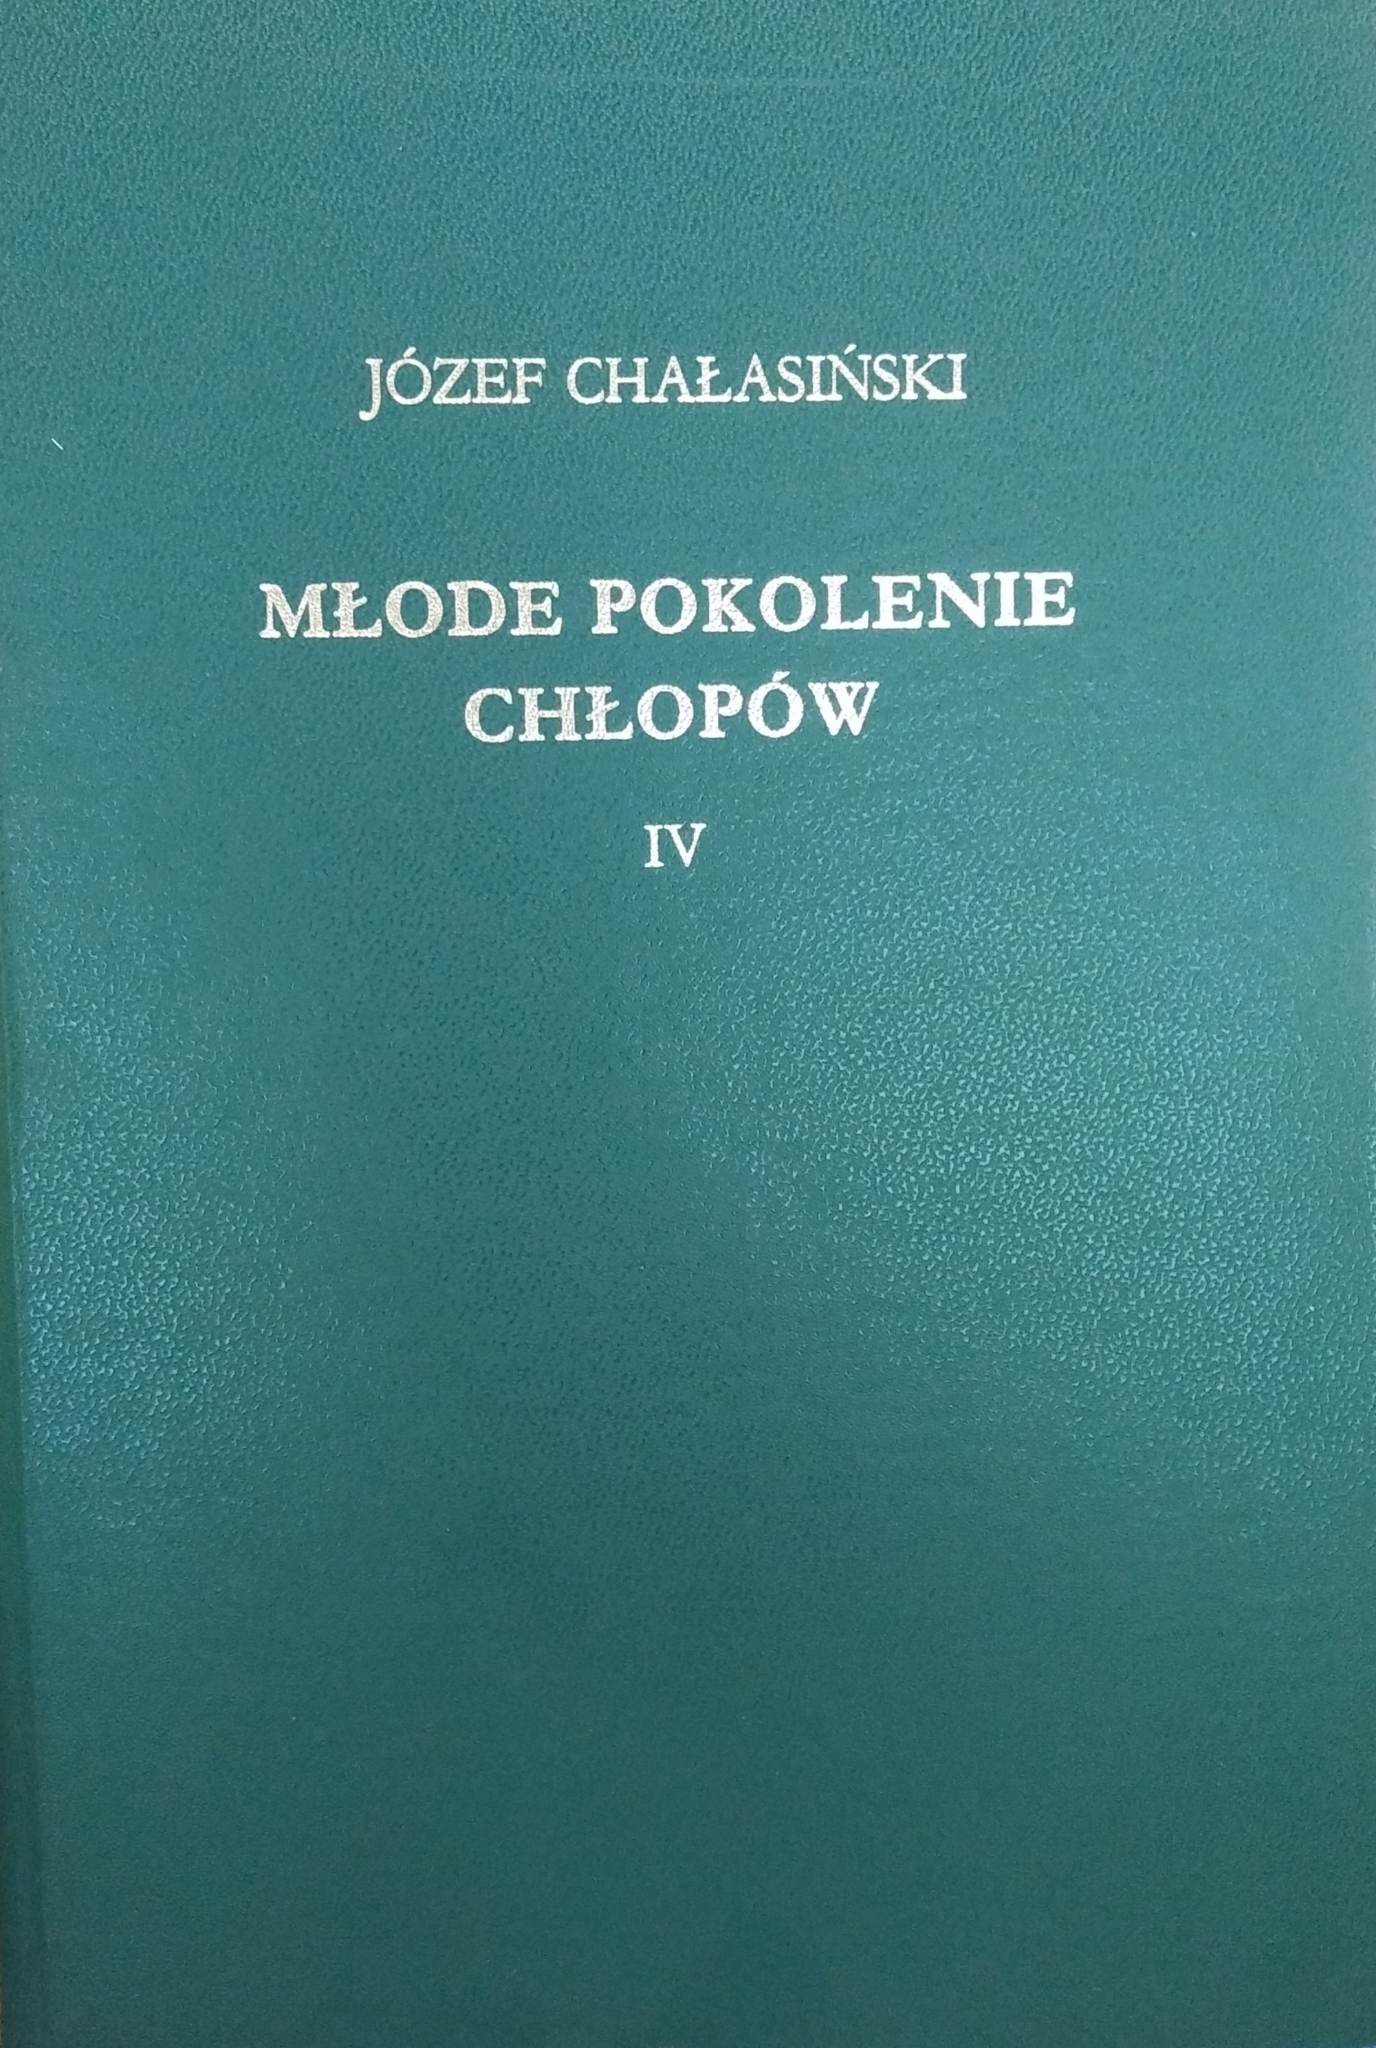 JÓZEF CHAŁASIŃSKI
MŁODE POKOLENIE
CHŁOPÓW
IV